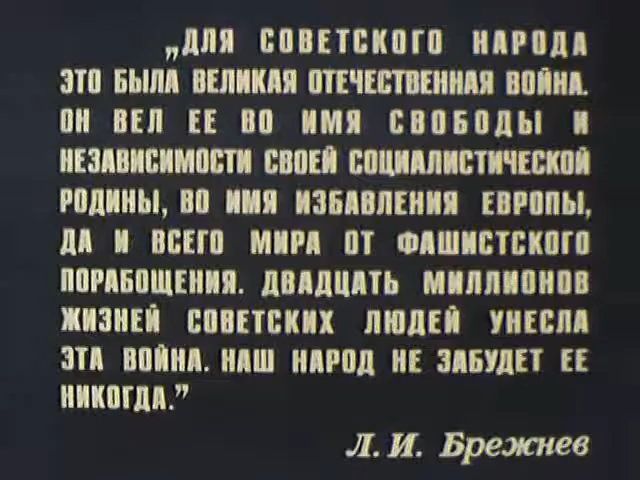 „ДЛЯ СОВЕТСКОГО НАРОДА
ЭТО БЫЛА ВЕЛИКАЯ ОТЕЧЕСТВЕННАЯ ВОЙНА.
ОН ВЕЛ ЕЕ ВО ИМЯ СВОБОДЫ И
НЕЗАВИСИМОСТИ СВОЕЙ СОЦИАЛИСТИЧЕСКОЙ
РОДИНЫ, ВО ИМЯ ИЗБАВЛЕНИЯ ЕВРОПЫ,
ДА И ВСЕГО МИРА ОТ ФАШИСТСКОГО
ПОРАБОЩЕНИЯ. ДВАДЦАТЬ МИЛЛИОНОВ
ЖИЗНЕЙ СОВЕТСКИХ ЛЮДЕЙ УНЕСЛА
ЭТА ВОЙНА. НАШ НАРОД НЕ ЗАБУДЕТ ЕЕ
НИКОГДА.”
Л. И. Брежнев